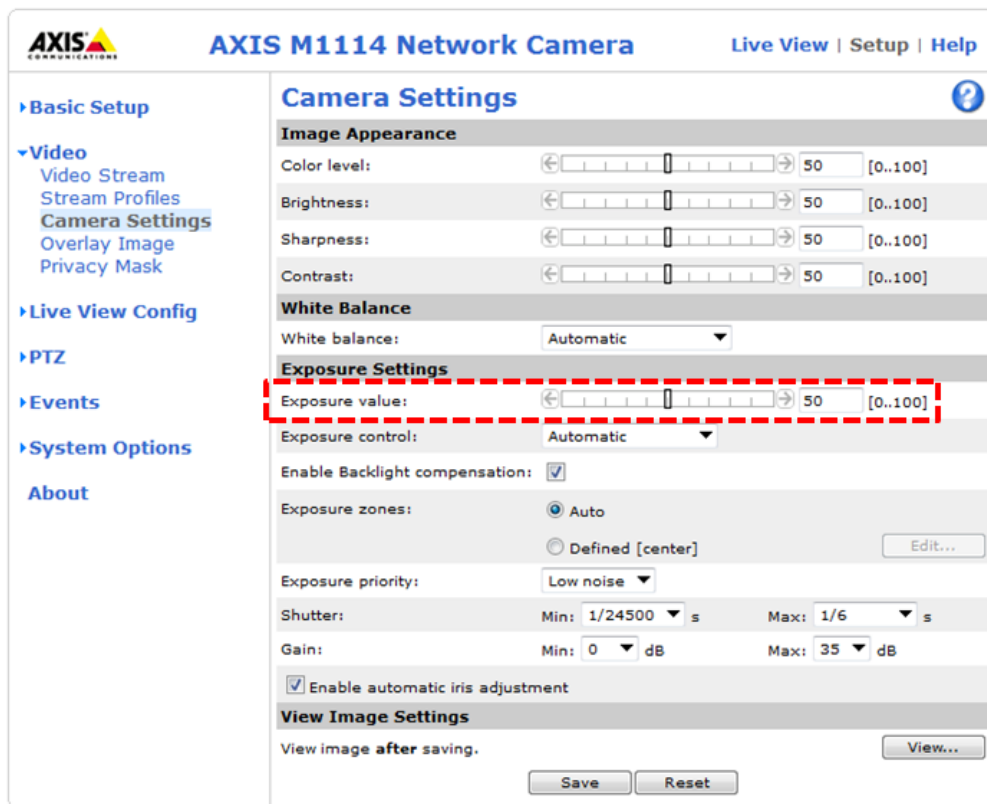 AXIS
COMMUNICATIONS
AXIS M1114 Network Camera
Live View | Setup | Help
Basic Setup
Video
Video Stream
Stream Profiles
Camera Settings
Overlay Image
Privacy Mask
Live View Config
PTZ
Events
System Options
About
Camera Settings
?
Image Appearance
Color level: 50 [0..100]
Brightness: 50 [0..100]
Sharpness: 50 [0..100]
Contrast: 50 [0..100]
White Balance
White balance: Automatic
Exposure Settings
Exposure value: 50 [0..100]
Exposure control: Automatic
Enable Backlight compensation:
Exposure zones: Auto
Defined [center] Edit...
Exposure priority: Low noise
Shutter: Min: 1/24500 s Max: 1/6 s
Gain: Min: 0 dB Max: 35 dB
Enable automatic iris adjustment
View Image Settings
View image after saving. View...
Save Reset